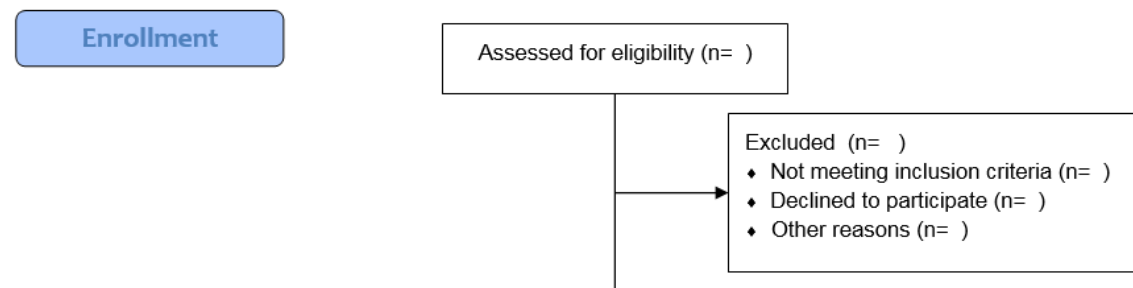 Enrollment
Assessed for eligibility (n=  )
Excluded  (n=   )
♦ Not meeting inclusion criteria (n=  )
♦ Declined to participate (n=  )
♦ Other reasons (n=  )